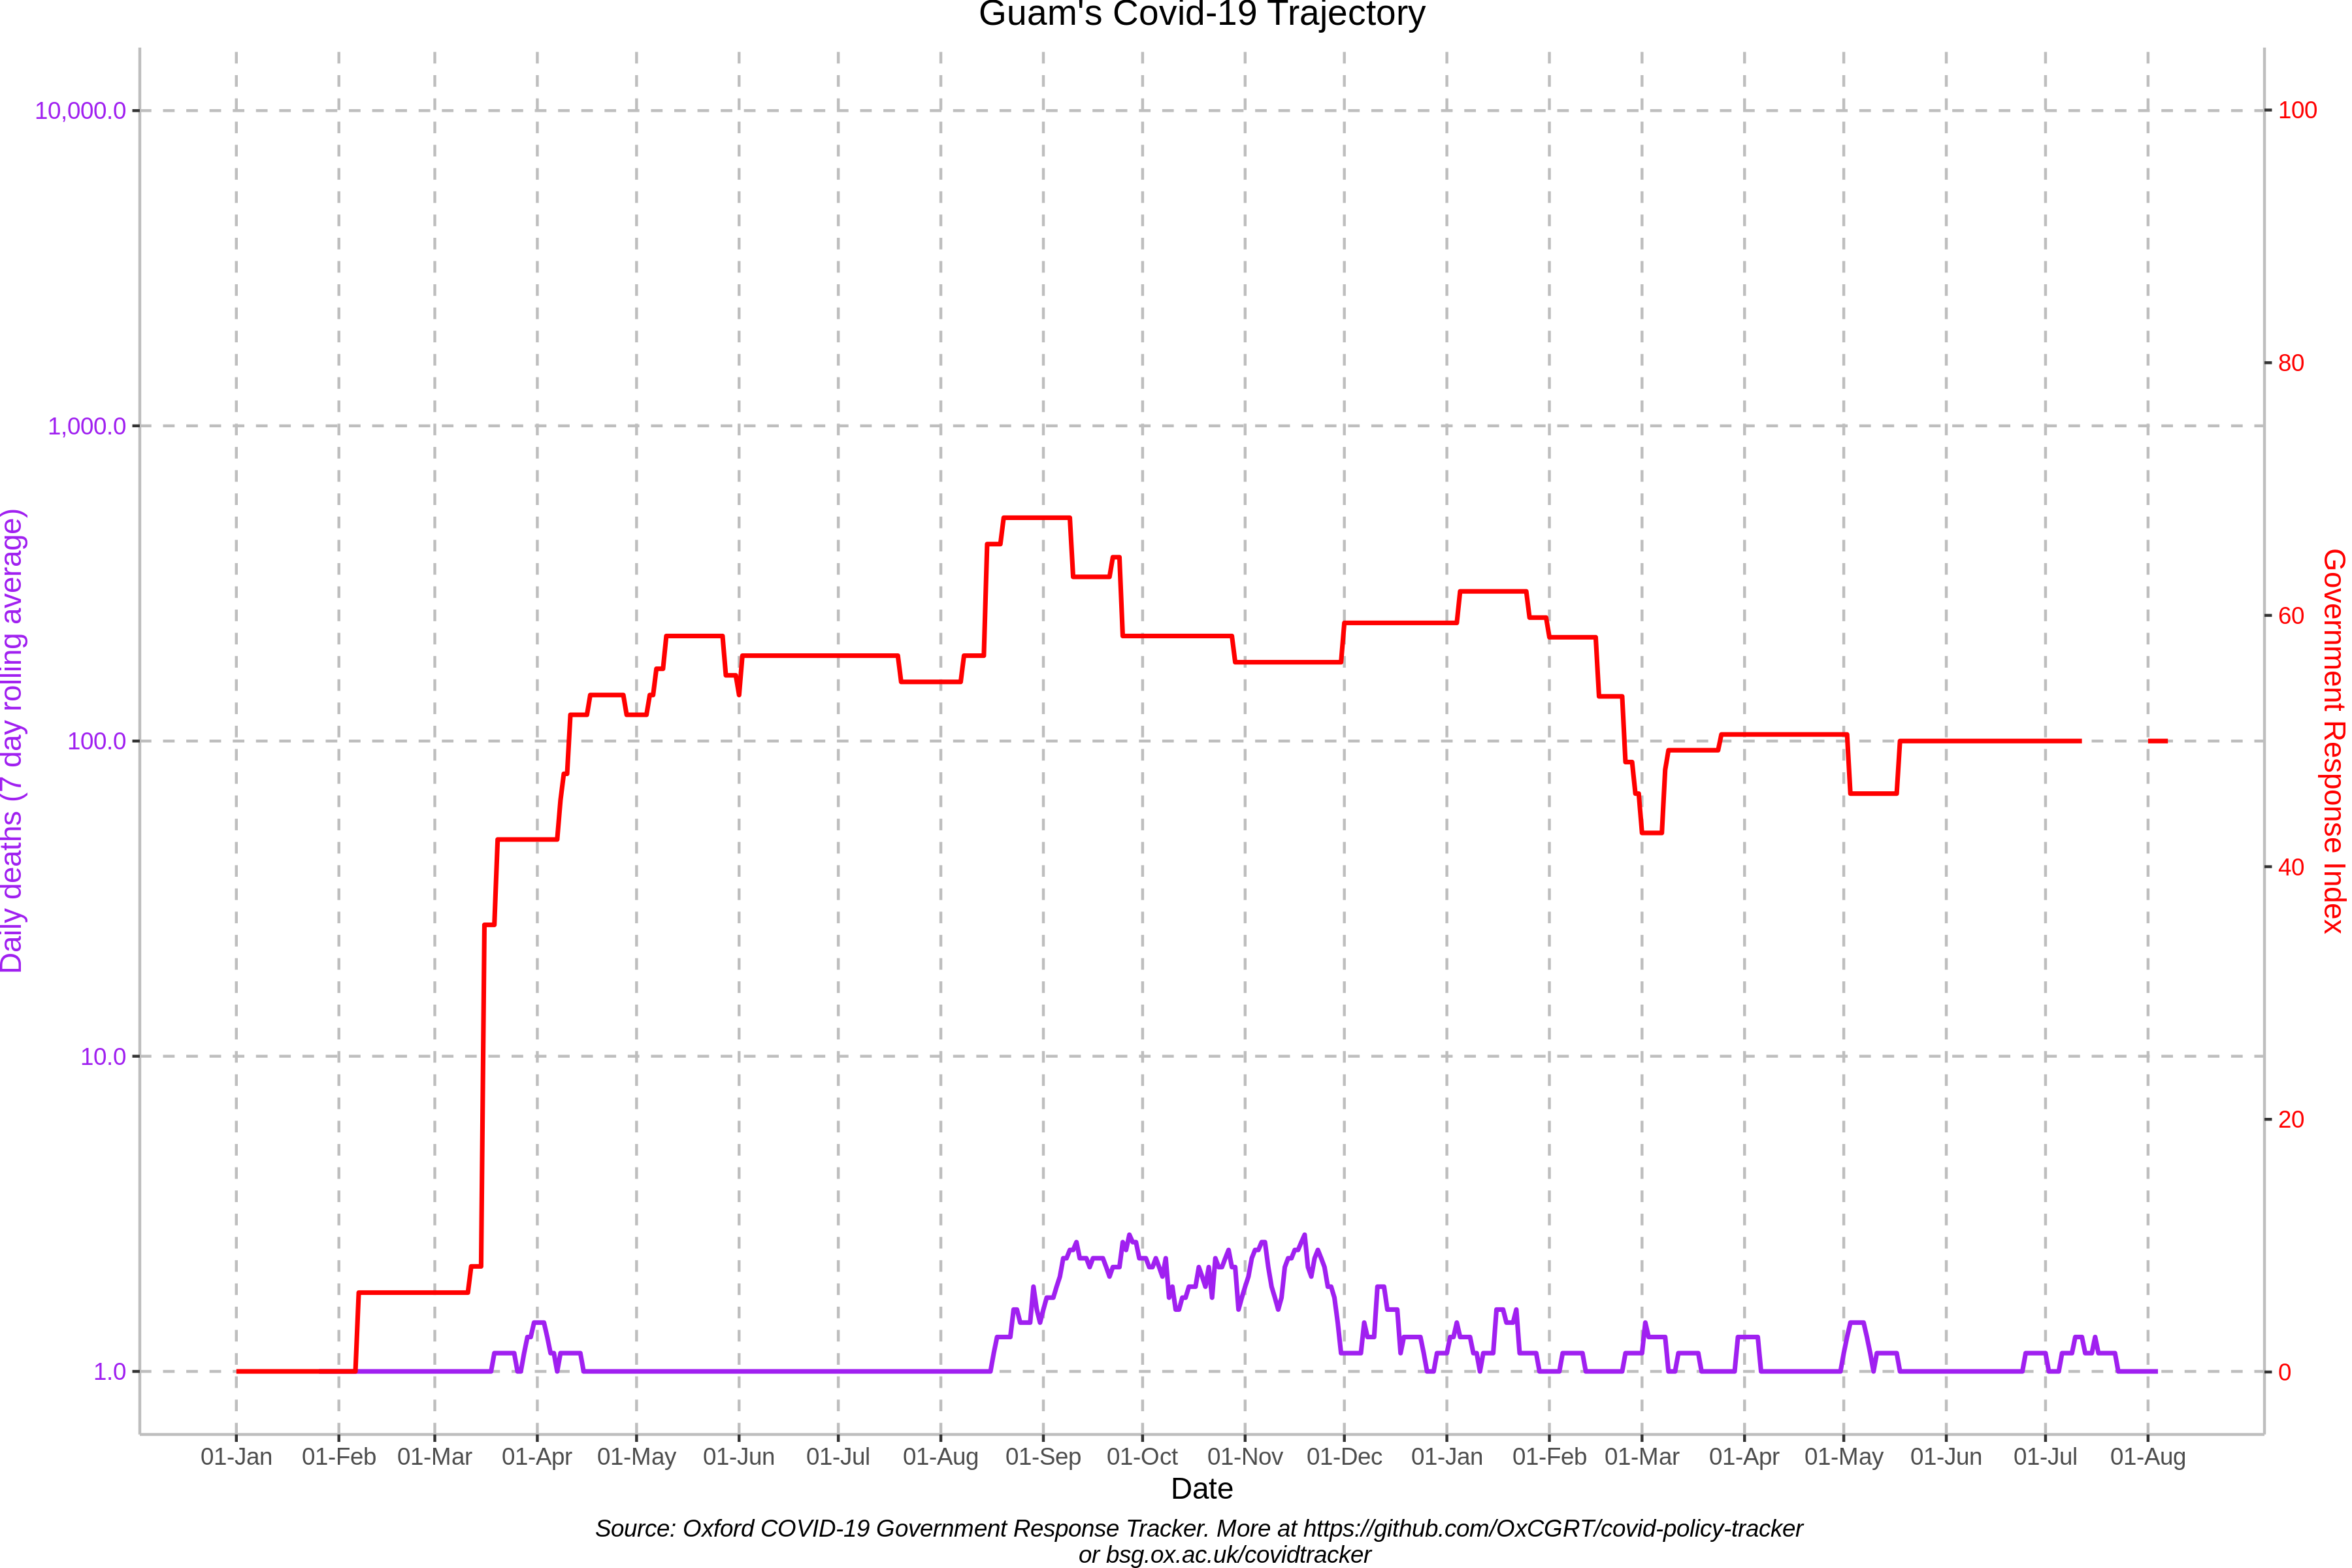 Guam's Covid-19 Trajectory
10,000.0
1,000.0
100.0
10.0
1.0
Daily deaths (7 day rolling average)
100
80
60
40
20
0
Government Response Index
01-Jan 01-Feb 01-Mar 01-Apr 01-May 01-Jun 01-Jul 01-Aug 01-Sep 01-Oct 01-Nov 01-Dec 01-Jan 01-Feb 01-Mar 01-Apr 01-May 01-Jun 01-Jul 01-Aug
Date
Source: Oxford COVID-19 Government Response Tracker. More at https://github.com/OxCGRT/covid-policy-tracker
or bsg.ox.ac.uk/covidtracker